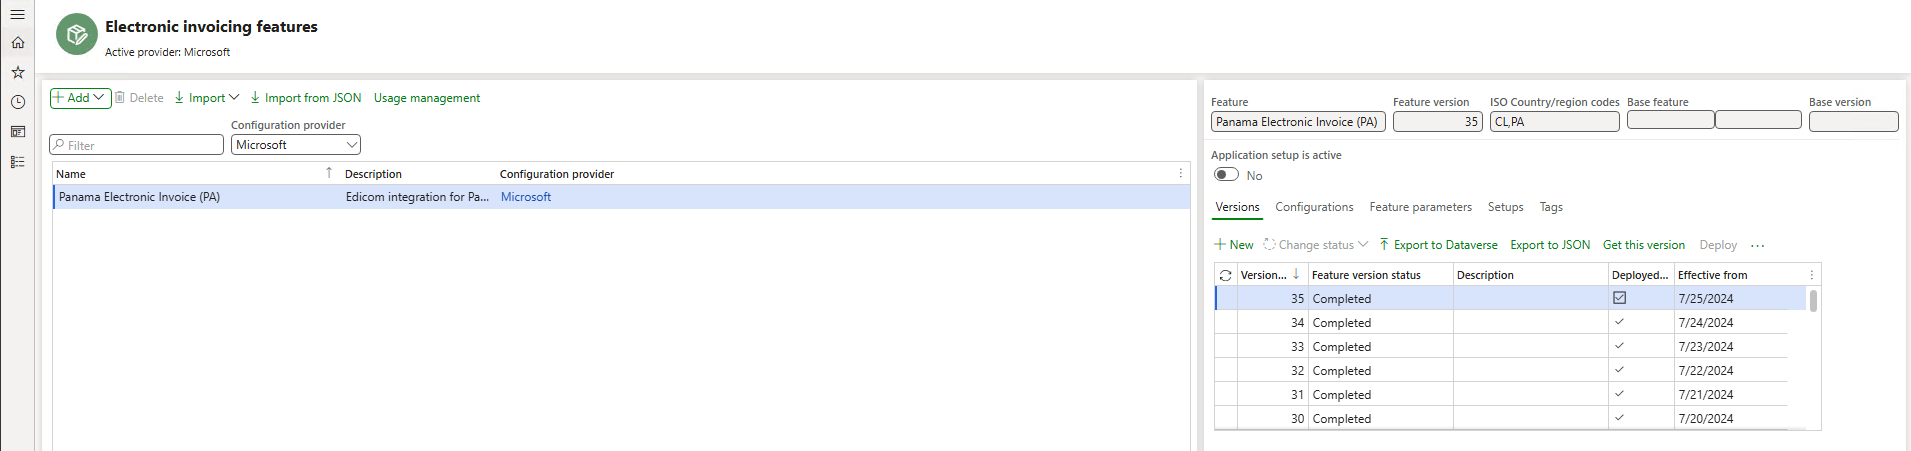 Electronic invoicing features
Active provider: Microsoft
Add Delete Import Import from JSON Usage management
Configuration provider
Filter Microsoft
Name Description Configuration provider
Panama Electronic Invoice (PA) Edicom integration for Pa... Microsoft
Feature Feature version ISO Country/region codes Base feature Base version
Panama Electronic Invoice (PA) 35 CL,PA
Application setup is active
No
Versions Configurations Feature parameters Setups Tags
New Change status Export to Dataverse Export to JSON Get this version Deploy ...
Version... Feature version status Description Deployed... Effective from
35 Completed 7/25/2024
34 Completed 7/24/2024
33 Completed 7/23/2024
32 Completed 7/22/2024
31 Completed 7/21/2024
30 Completed 7/20/2024